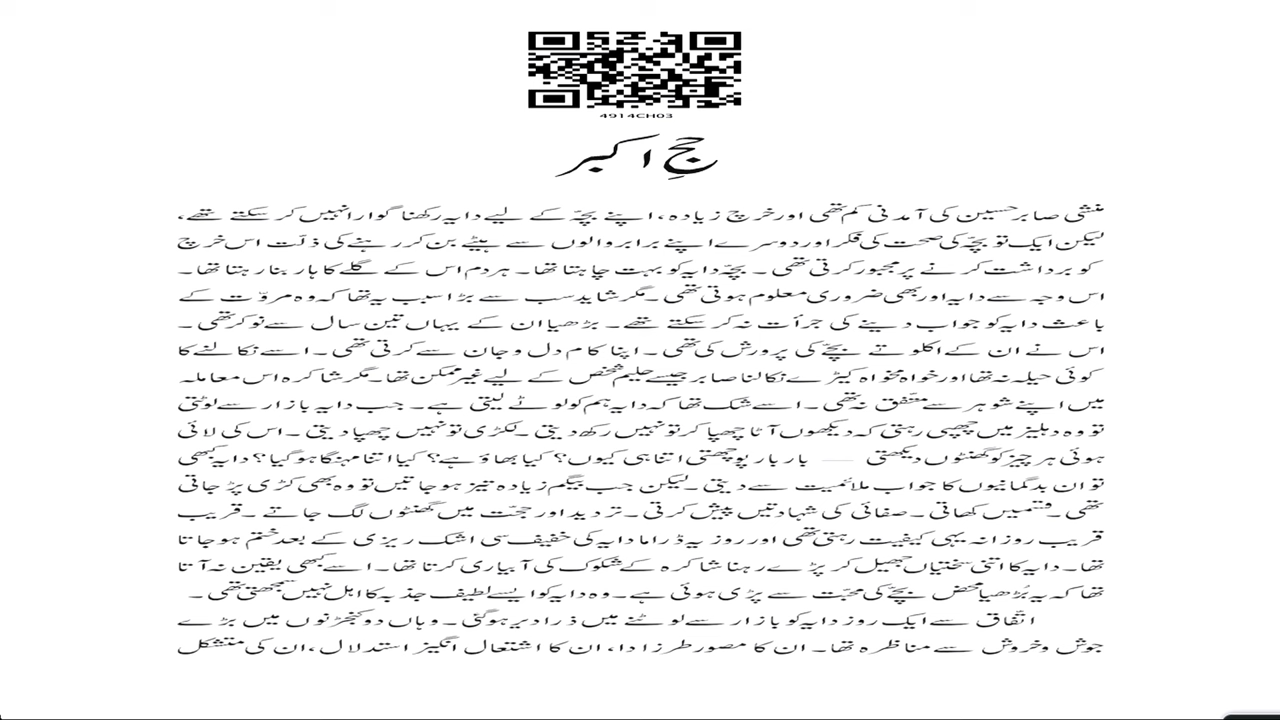 4914CH03
حجِ اکبر
منشی صابر حسین کی آمدنی کم تھی اور خرچ زیادہ، اپنے بچّہ کے لیے دایہ رکھنا گوارا نہیں کر سکتے تھے،
لیکن ایک تو بچّہ کی صحت کی فکر اور دوسرے اپنے برابر والوں سے ہیٹے بن کر رہنے کی ذلّت اس خرچ
کو برداشت کرنے پر مجبور کرتی تھی۔ بچّہ دایہ کو بہت چاہتا تھا۔ ہر دم اس کے گلے کا ہار بنا رہتا تھا۔
اس وجہ سے دایہ اور بھی ضروری معلوم ہوتی تھی۔ مگر شاید سب سے بڑا سبب یہ تھا کہ وہ مروّت کے
باعث دایہ کو جواب دینے کی جرأت نہ کر سکتے تھے۔ بڑھیا ان کے یہاں تین سال سے نوکر تھی۔
اس نے ان کے اکلوتے بچّے کی پرورش کی تھی۔ اپنا کام دل و جان سے کرتی تھی۔ اسے نکالنے کا
کوئی حیلہ نہ تھا اور خواہ مخواہ کیڑے نکالنا صابر جیسے حلیم شخص کے لیے غیر ممکن تھا۔ مگر شاکرہ اس معاملہ
میں اپنے شوہر سے متّفق نہ تھی۔ اسے شک تھا کہ دایہ ہم کو لوٹے لیتی ہے۔ جب دایہ بازار سے لوٹتی
تو وہ دہلیز میں چھپی رہتی کہ دیکھوں آٹا چھپا کر تو نہیں رکھ دیتی۔ لکڑی تو نہیں چھپا دیتی۔ اس کی لائی
ہوئی ہر چیز کو گھنٹوں دیکھتی —— بار بار پوچھتی اتنا ہی کیوں؟ کیا بھاؤ ہے؟ کیا اتنا مہنگا ہو گیا؟ دایہ کبھی
تو ان بدگمانیوں کا جواب ملائمیت سے دیتی۔ لیکن جب بیگم زیادہ تیز ہو جاتیں تو وہ بھی کڑی پڑ جاتی
تھی۔ قسمیں کھاتی۔ صفائی کی شہادتیں پیش کرتی۔ تردید اور حجّت میں گھنٹوں لگ جاتے۔ قریب
قریب روزانہ یہی کیفیت رہتی تھی اور روز یہ ڈراما دایہ کی خفیف سی اشک ریزی کے بعد ختم ہو جاتا
تھا۔ دایہ کا اتنی سختیاں جھیل کر پڑے رہنا شاکرہ کے شکوک کی آبیاری کرتا تھا۔ اسے کبھی یقین نہ آتا
تھا کہ یہ بُڑھیا محض بچّے کی محبّت سے پڑی ہوئی ہے۔ وہ دایہ کو ایسے لطیف جذبہ کا اہل نہیں سمجھتی تھی۔
اتّفاق سے ایک روز دایہ کو بازار سے لوٹنے میں ذرا دیر ہو گئی۔ وہاں دو کنجڑنوں میں بڑے
جوش و خروش سے مناظرہ تھا۔ ان کا مصور طرز ادا، ان کا اشتعال انگیز استدلال، ان کی متشکل